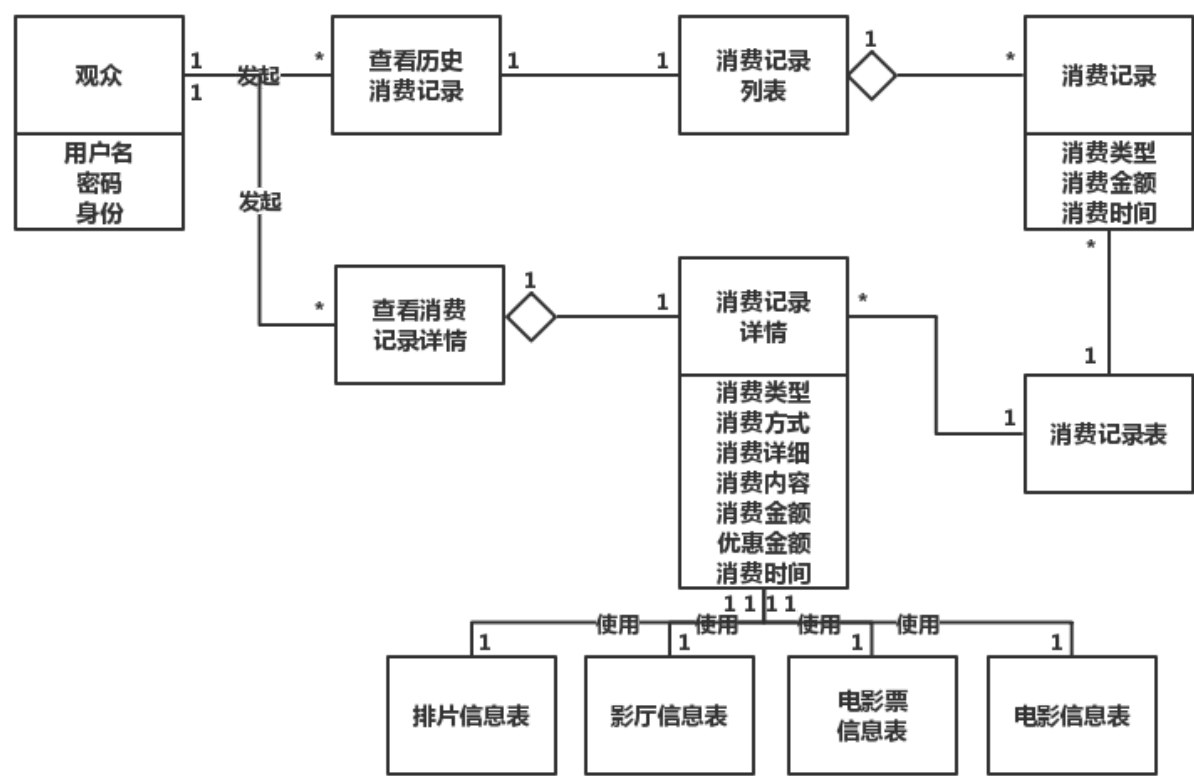 观众
用户名
密码
身份
1
1
发起
*
查看历史
消费记录
1
1
消费记录
列表
1
*
消费记录
消费类型
消费金额
消费时间
*
发起
*
查看消费
记录详情
1
1
消费记录
详情
*
消费类型
消费方式
消费详细
消费内容
消费金额
优惠金额
消费时间
1
1
消费记录表
1 1 1 1
使用 使用 使用 使用
1 1 1 1
排片信息表
影厅信息表
电影票
信息表
电影信息表